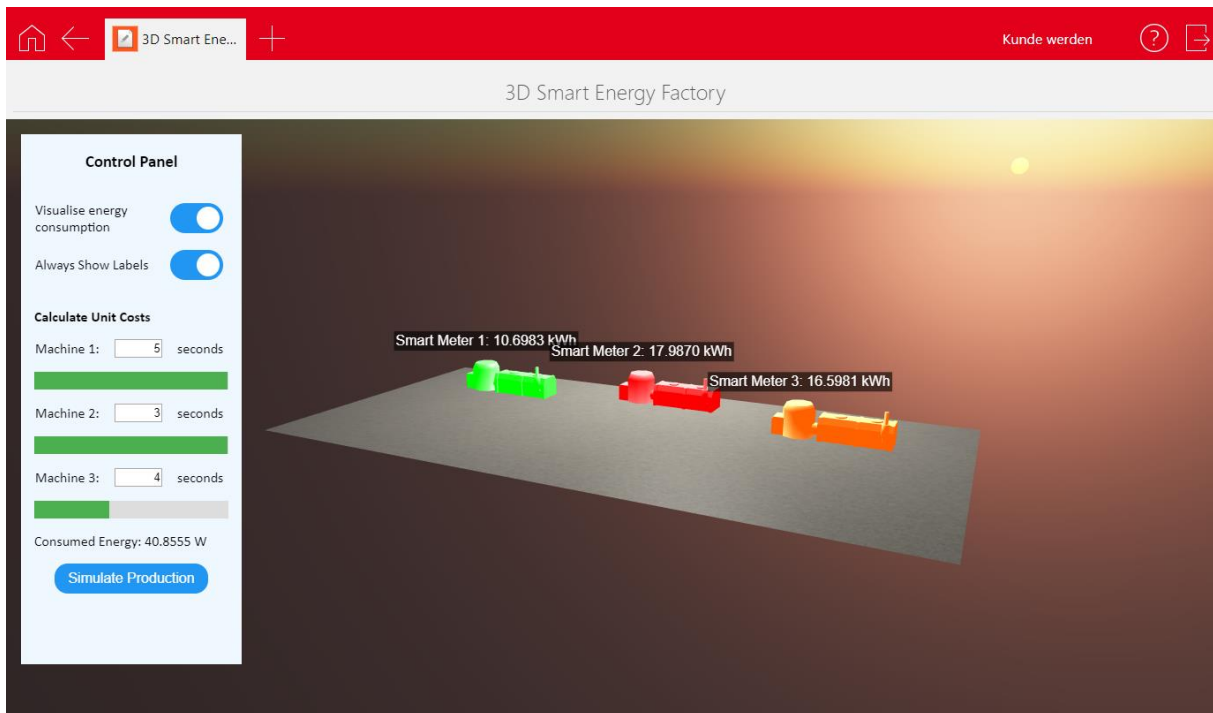 3D Smart Ene...
Kunde werden
?
3D Smart Energy Factory
Control Panel
Visualise energy
consumption
Always Show Labels
Calculate Unit Costs
Machine 1: 5 seconds
Machine 2: 3 seconds
Machine 3: 4 seconds
Consumed Energy: 40.8555 W
Simulate Production
Smart Meter 1: 10.6983 kWh
Smart Meter 2: 17.9870 kWh
Smart Meter 3: 16.5981 kWh